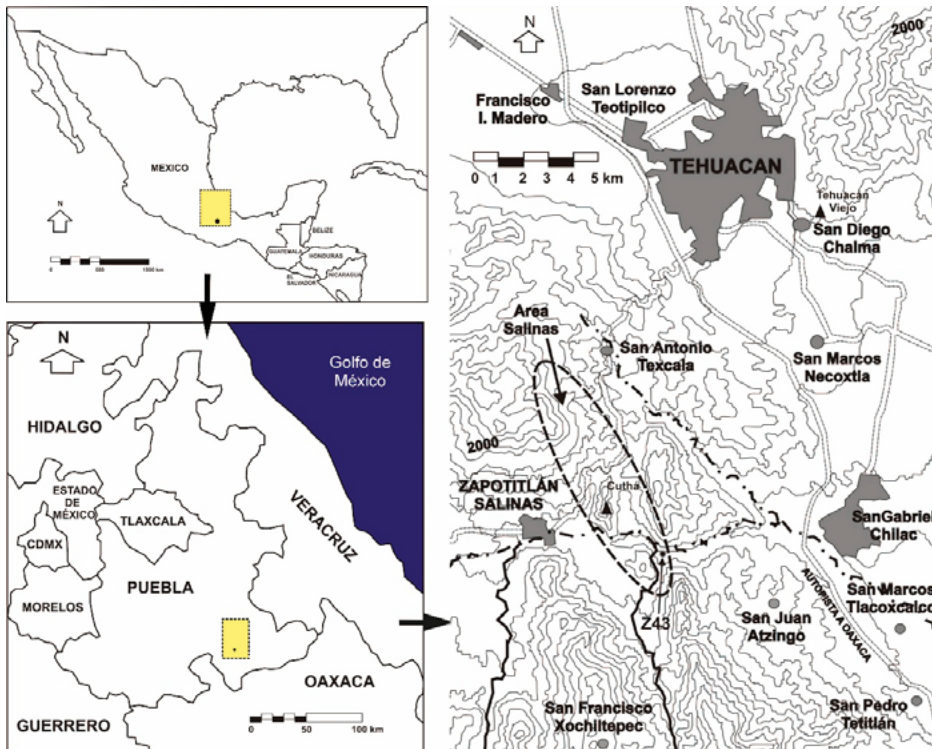 MÉXICO
N
BELIZE
GUATEMALA
HONDURAS
NICARAGUA
EL
SALVADOR
0 500 1000 km
N
Golfo de
México
HIDALGO
ESTADO
DE
MÉXICO
TLAXCALA
CDMX
VERACRUZ
MORELOS
PUEBLA
OAXACA
GUERRERO
0 50 100 km
N
2000
Francisco
I. Madero
San Lorenzo
Teotipilco
TEHUACAN
0 1 2 3 4 5 km
Tehuacán
Viejo
San Diego
Chalma
Area
Salinas
San Antonio
Texcala
San Marcos
Necoxtla
2000
ZAPOTITLÁN
SALINAS
Cuthá
SanGabriel
Chilac
Z43
San Juan
Atzingo
AUTOPISTA A OAXACA
San Marcos
Tlacoxcalco
San Francisco
Xochiltepec
San Pedro
Tetitlán